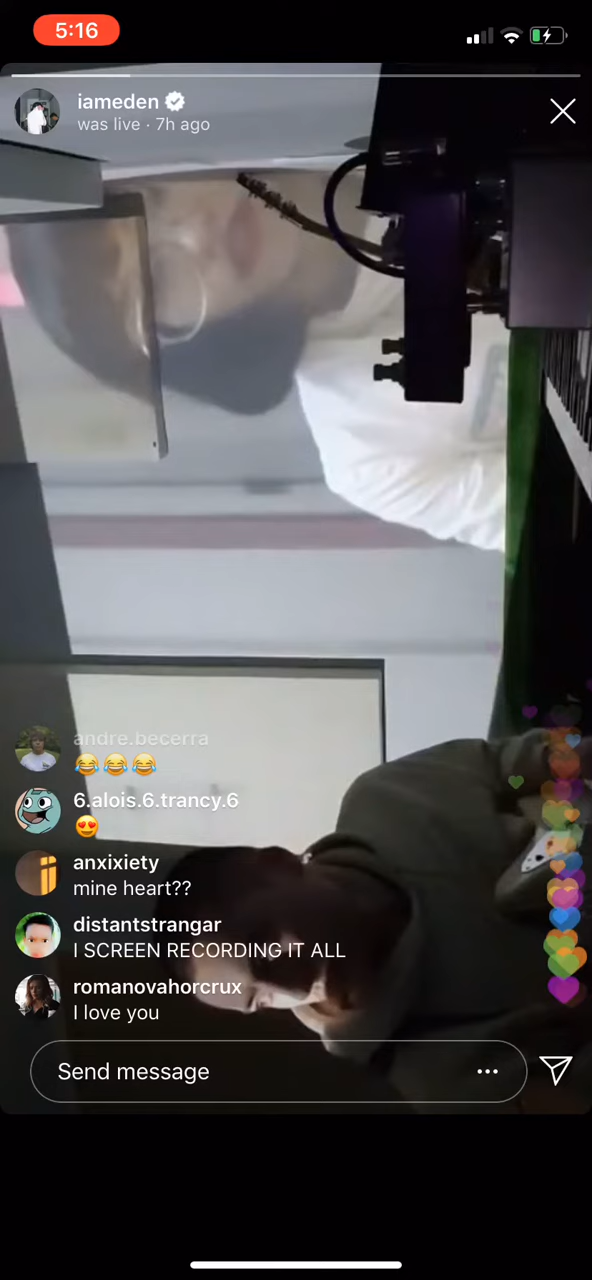 5:16
iameden
was live · 7h ago
andre.becerra
😂😂😂
6.alois.6.trancy.6
😍
anxixiety
mine heart??
distantstrangar
I SCREEN RECORDING IT ALL
romanovahorcrux
I love you
Send message